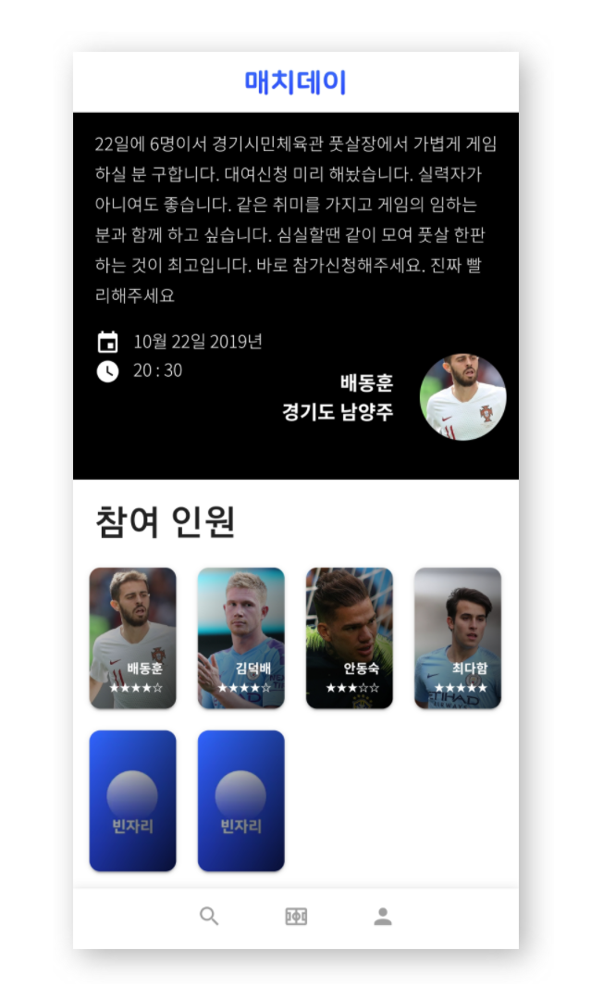 매치데이
22일에 6명이서 경기시민체육관 풋살장에서 가볍게 게임
하실 분 구합니다. 대여신청 미리 해놨습니다. 실력자가
아니여도 좋습니다. 같은 취미를 가지고 게임의 임하는
분과 함께 하고 싶습니다. 심실할땐 같이 모여 풋살 한판
하는 것이 최고입니다. 바로 참가신청해주세요. 진짜 빨
리해주세요
10월 22일 2019년
20 : 30
배동훈
경기도 남양주
참여 인원
배동훈
★★★★☆
김덕배
★★★★☆
안동숙
★★★☆☆
최다함
★★★★★
ETIHAD
AIRWAYS
빈자리
빈자리